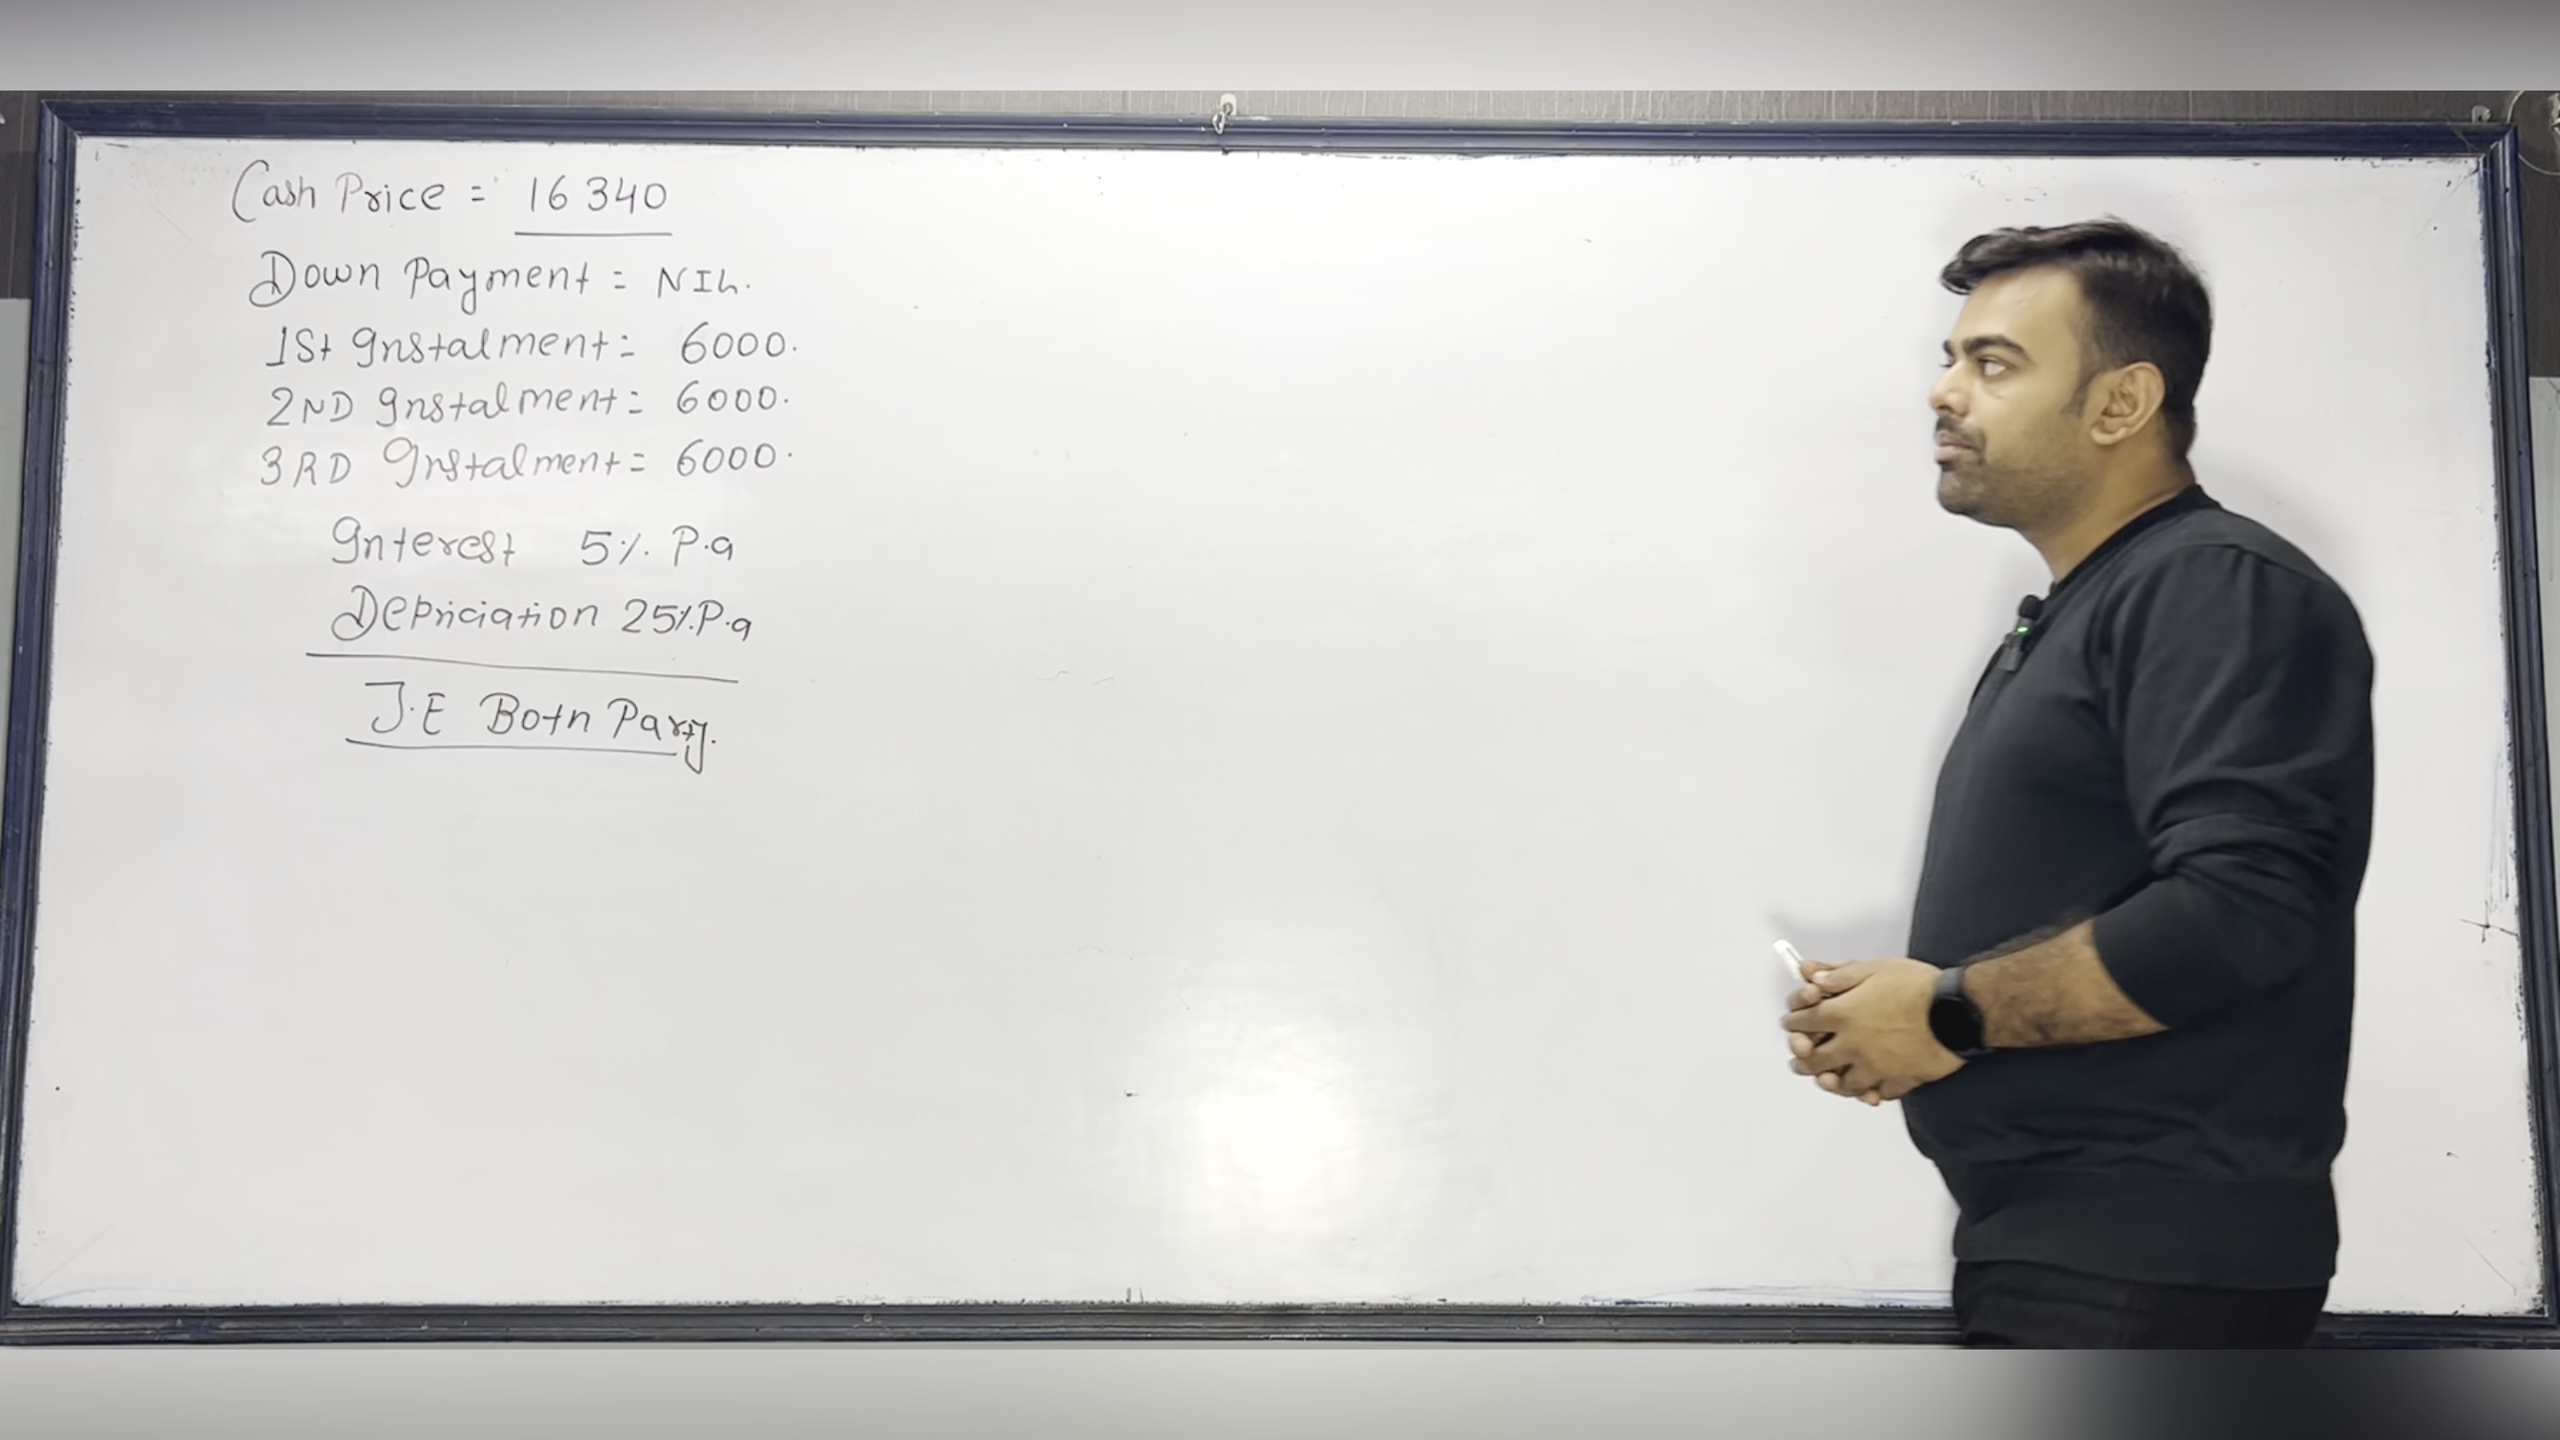 Cash Price = 16340
Down Payment = NIL.
1St Instalment = 6000.
2ND Instalment = 6000.
3RD Instalment = 6000.
Interest 5% P.a
Depriciation 25% P.a
J.E Both Party.